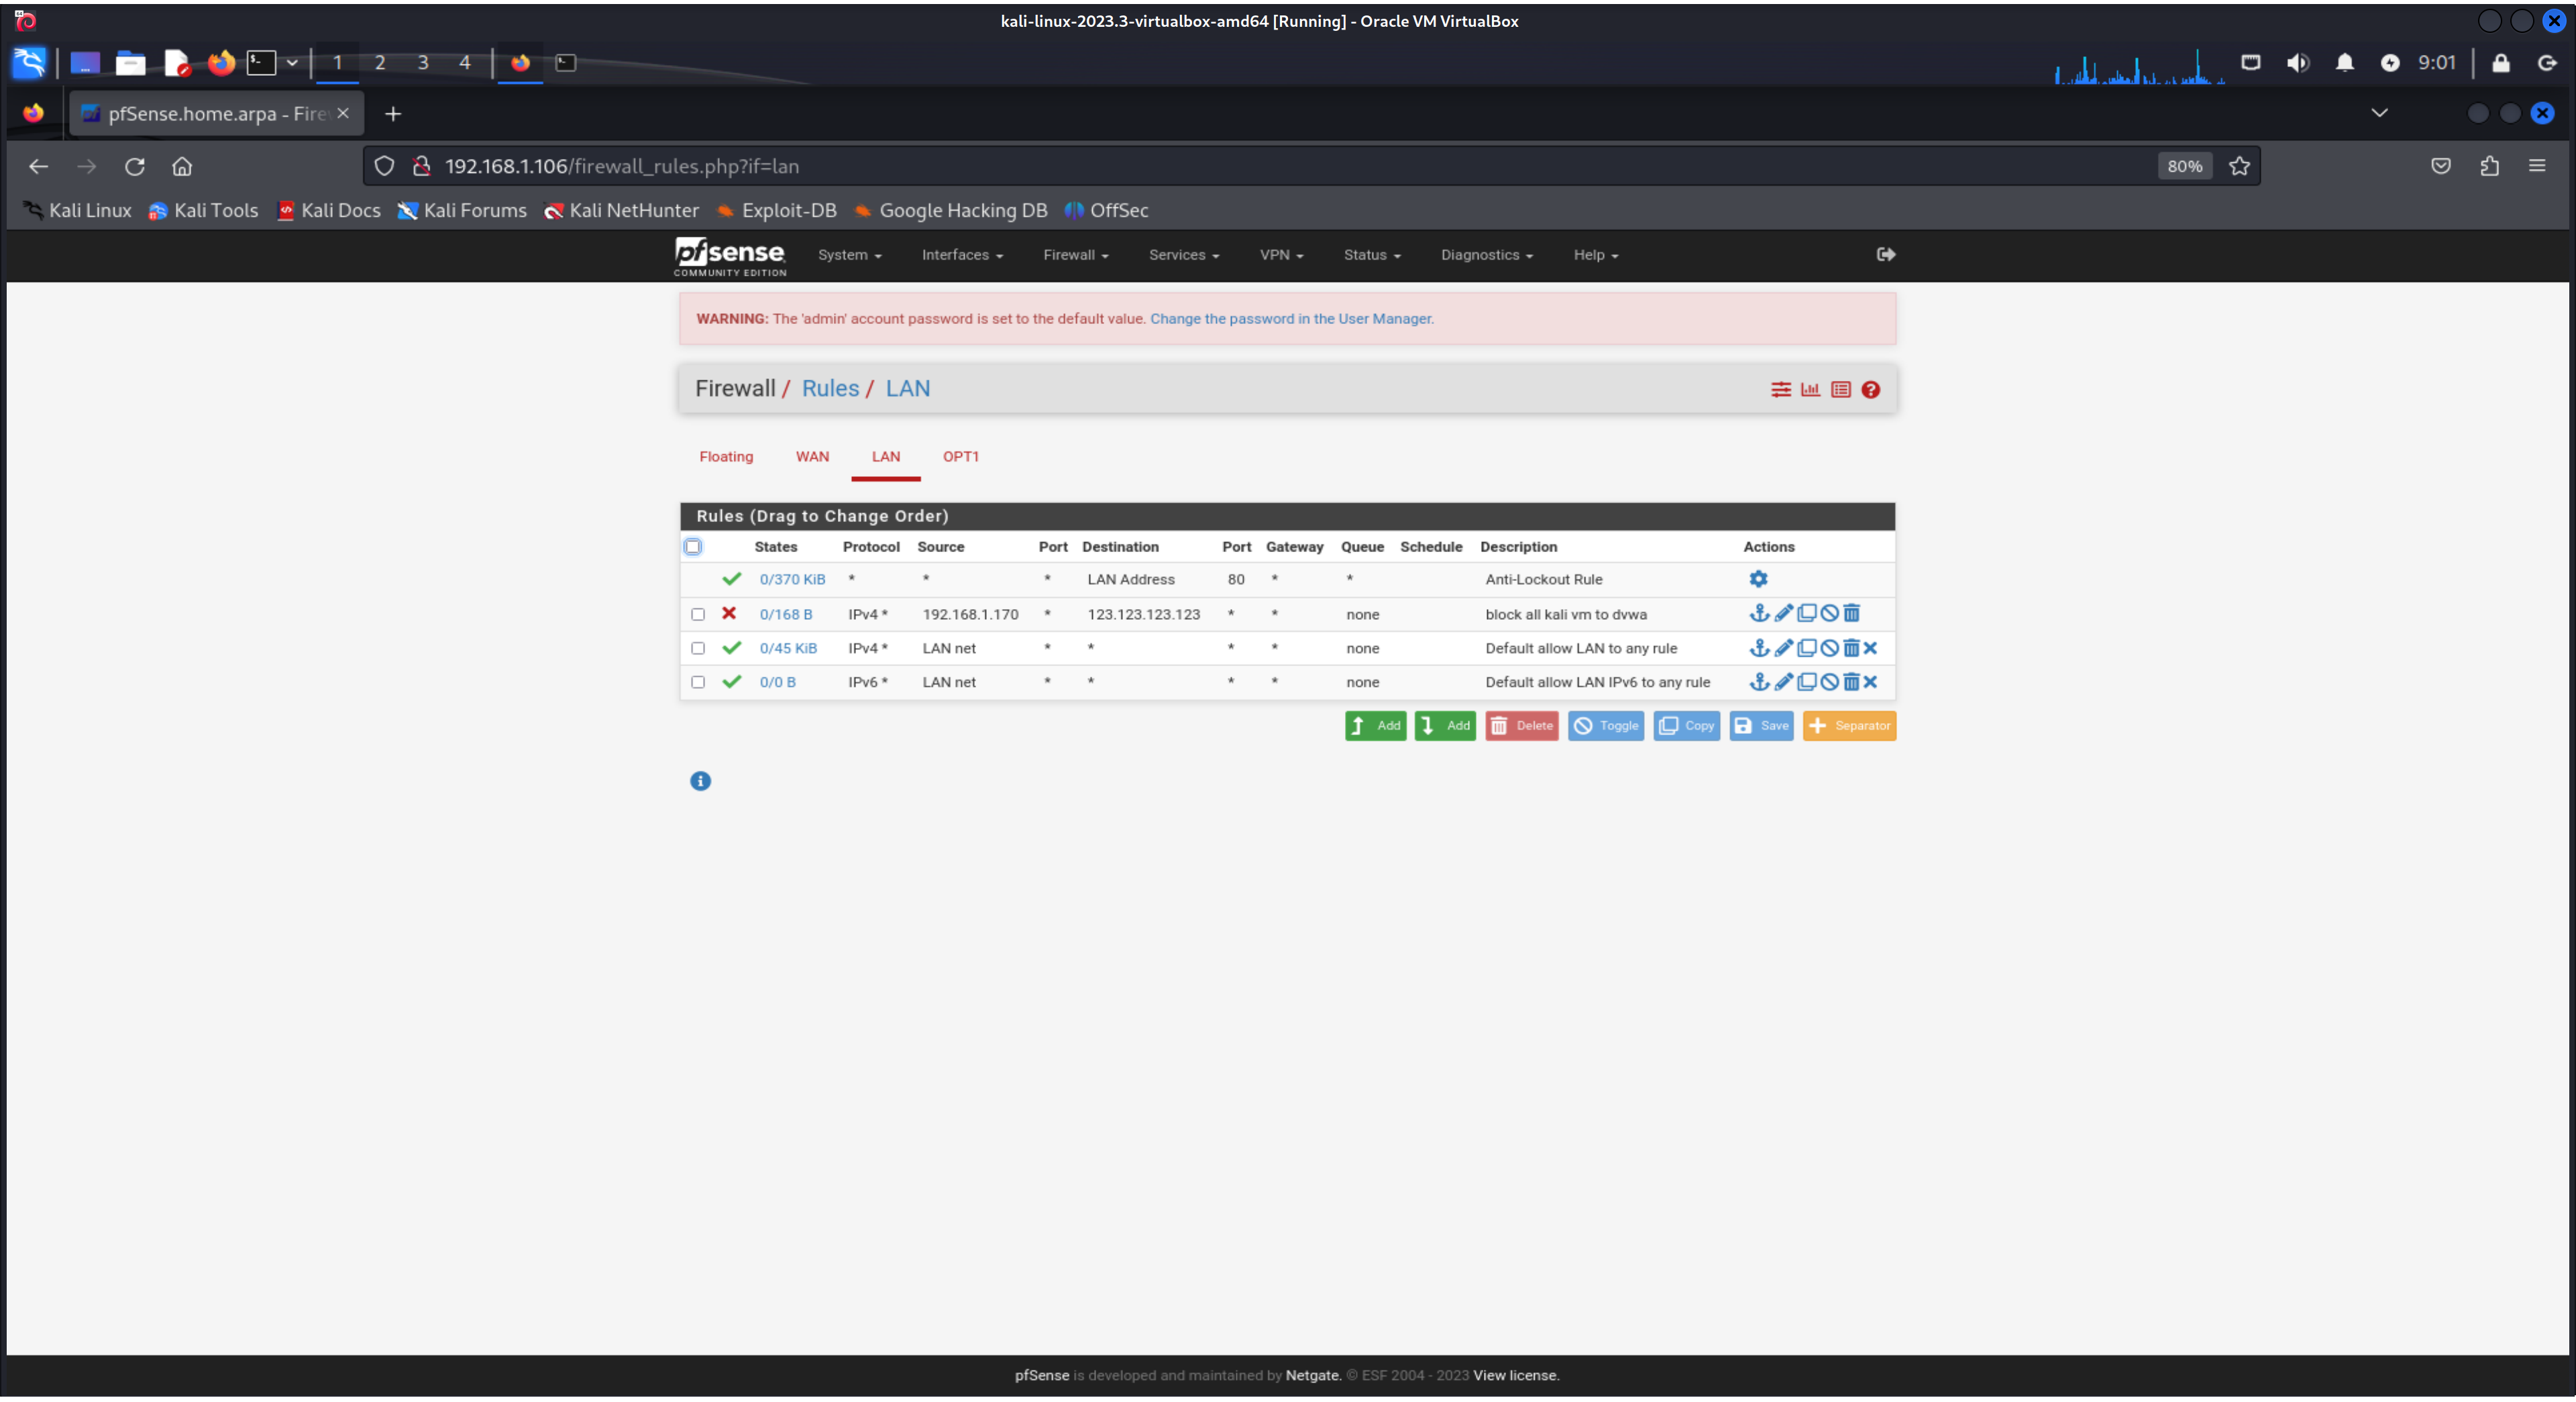 kali-linux-2023.3-virtualbox-amd64 [Running] - Oracle VM VirtualBox
1 2 3 4 9:01
pfSense.home.arpa - Fire
192.168.1.106/firewall_rules.php?if=lan 80%
Kali Linux Kali Tools Kali Docs Kali Forums Kali NetHunter Exploit-DB Google Hacking DB OffSec
pfsense System Interfaces Firewall Services VPN Status Diagnostics Help
COMMUNITY EDITION
WARNING: The 'admin' account password is set to the default value. Change the password in the User Manager.
Firewall / Rules / LAN
Floating WAN LAN OPT1
Rules (Drag to Change Order)
States Protocol Source Port Destination Port Gateway Queue Schedule Description Actions
0/370 KiB * * * LAN Address 80 * * Anti-Lockout Rule
0/168 B IPv4 * 192.168.1.170 * 123.123.123.123 * * none block all kali vm to dvwa
0/45 KiB IPv4 * LAN net * * * * none Default allow LAN to any rule
0/0 B IPv6 * LAN net * * * * none Default allow LAN IPv6 to any rule
Add Add Delete Toggle Copy Save Separator
pfSense is developed and maintained by Netgate. © ESF 2004 - 2023 View license.